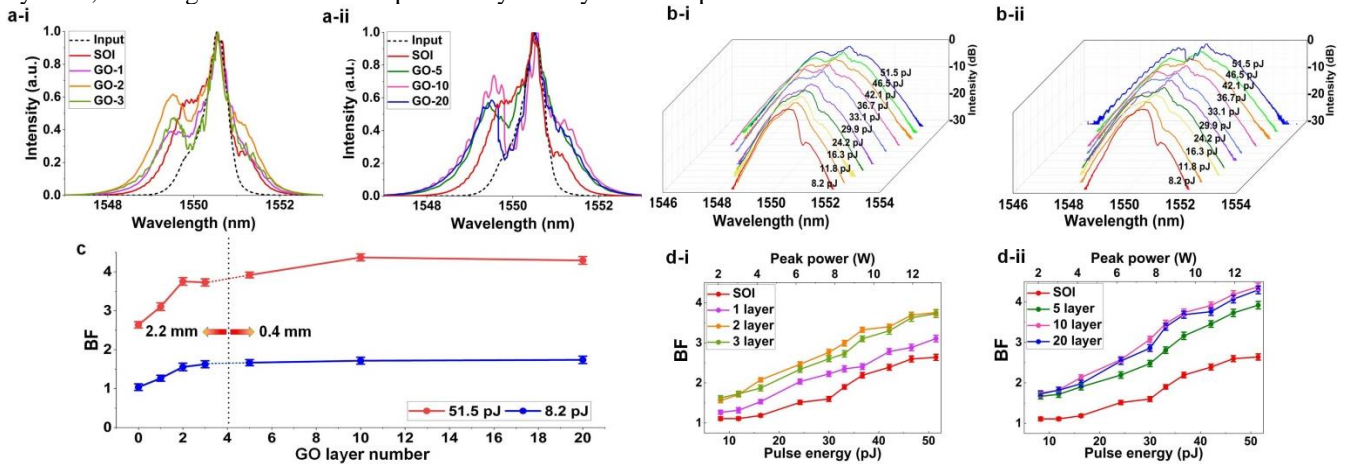 a-i
Input
SOI
GO-1
GO-2
GO-3
Intensity (a.u.)
1.0
0.8
0.6
0.4
0.2
0.0
1548 1550 1552
Wavelength (nm)
a-ii
Input
SOI
GO-5
GO-10
GO-20
Intensity (a.u.)
1.0
0.8
0.6
0.4
0.2
0.0
1548 1550 1552
Wavelength (nm)
b-i
0
-10
-20
-30
Intensity (dB)
51.5 pJ
46.5 pJ
42.1 pJ
36.7 pJ
33.1 pJ
29.9 pJ
24.2 pJ
16.3 pJ
11.8 pJ
8.2 pJ
1546 1548 1550 1552 1554
Wavelength (nm)
b-ii
0
-10
-20
-30
Intensity (dB)
51.5 pJ
46.5 pJ
42.1 pJ
36.7 pJ
33.1 pJ
29.9 pJ
24.2 pJ
16.3 pJ
11.8 pJ
8.2 pJ
1546 1548 1550 1552 1554
Wavelength (nm)
c
BF
5
4
3
2
1
0
2.2 mm 0.4 mm
51.5 pJ 8.2 pJ
0 2 4 6 8 10 12 14 16 18 20
GO layer number
d-i
Peak power (W)
2 4 6 8 10 12
SOI
1 layer
2 layer
3 layer
BF
4
3
2
1
10 20 30 40 50
Pulse energy (pJ)
d-ii
Peak power (W)
2 4 6 8 10 12
SOI
5 layer
10 layer
20 layer
BF
4
3
2
1
10 20 30 40 50
Pulse energy (pJ)